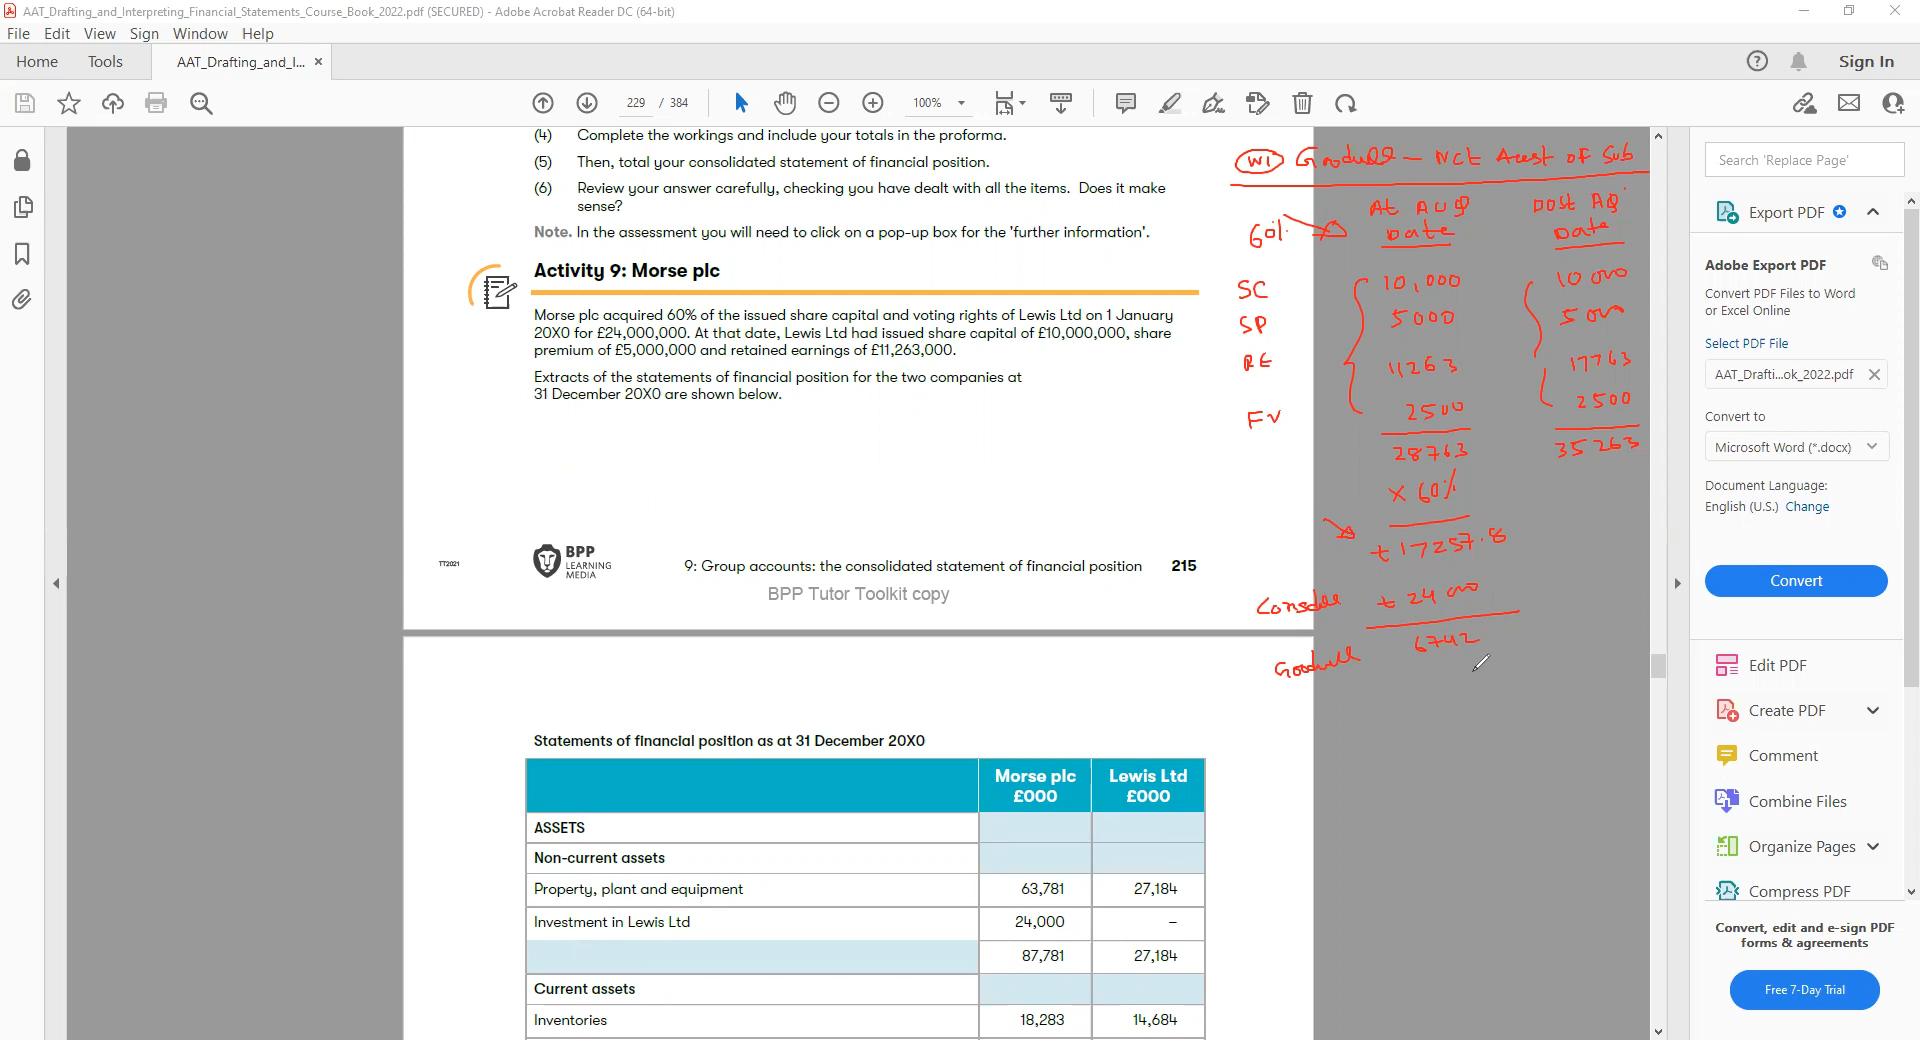 AAT_Drafting_and_Interpreting_Financial_Statements_Course_Book_2022.pdf (SECURED) - Adobe Acrobat Reader DC (64-bit)
File Edit View Sign Window Help
Home Tools AAT_Drafting_and_I... × Sign In
229 / 384 100%
(4) Complete the workings and include your totals in the proforma.
(5) Then, total your consolidated statement of financial position.
(6) Review your answer carefully, checking you have dealt with all the items. Does it make
sense?
Note. In the assessment you will need to click on a pop-up box for the 'further information'.
Activity 9: Morse plc
Morse plc acquired 60% of the issued share capital and voting rights of Lewis Ltd on 1 January
20X0 for £24,000,000. At that date, Lewis Ltd had issued share capital of £10,000,000, share
premium of £5,000,000 and retained earnings of £11,263,000.
Extracts of the statements of financial position for the two companies at
31 December 20X0 are shown below.
TT2021
BPP
LEARNING
MEDIA
9: Group accounts: the consolidated statement of financial position 215
BPP Tutor Toolkit copy
Statements of financial position as at 31 December 20X0
Morse plc Lewis Ltd
£000 £000
ASSETS
Non-current assets
Property, plant and equipment 63,781 27,184
Investment in Lewis Ltd 24,000 –
87,781 27,184
Current assets
Inventories 18,283 14,684
W1 Goodwill – Net Asset of Sub
At Post
Date Date
60%
SC 10,000 10 000
SP 5000 5 000
RE 11263 17763
FV 2500 2500
28763 35263
× 60%
17257.8
24 000
6742
Goodwill
Search 'Replace Page'
Export PDF
Adobe Export PDF
Convert PDF Files to Word
or Excel Online
Select PDF File
AAT_Drafti...ok_2022.pdf ×
Convert to
Microsoft Word (*.docx)
Document Language:
English (U.S.) Change
Convert
Edit PDF
Create PDF
Comment
Combine Files
Organize Pages
Compress PDF
Convert, edit and e-sign PDF
forms & agreements
Free 7-Day Trial